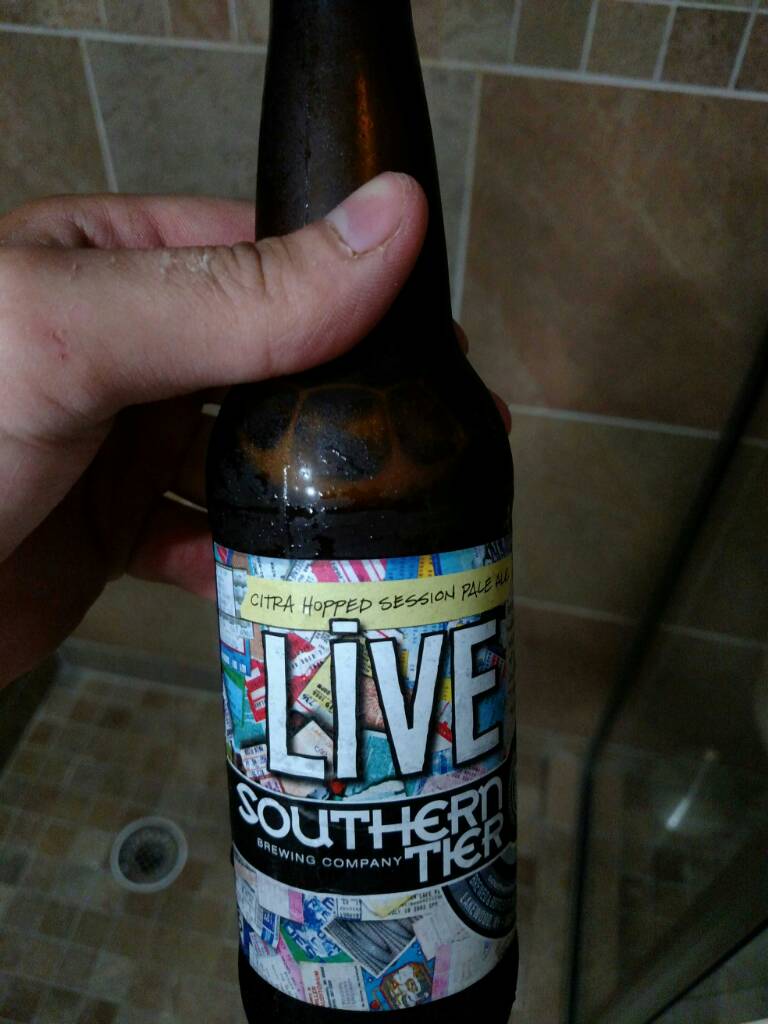 CITRA HOPPED SESSION PALE ALE
LiVE
SOUTHERN
TIER
BREWING COMPANY